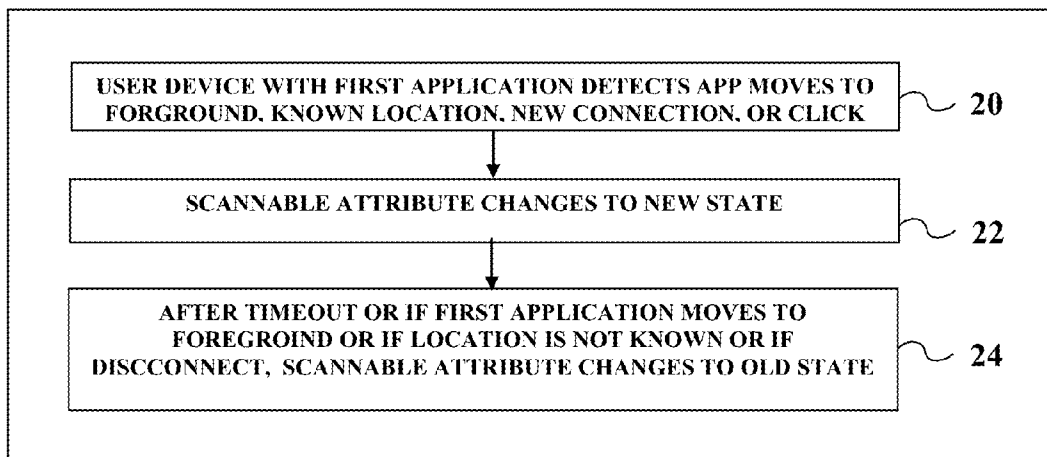 USER DEVICE WITH FIRST APPLICATION DETECTS APP MOVES TO
FORGROUND, KNOWN LOCATION, NEW CONNECTION, OR CLICK
20
SCANNABLE ATTRIBUTE CHANGES TO NEW STATE
22
AFTER TIMEOUT OR IF FIRST APPLICATION MOVES TO
FOREGROIND OR IF LOCATION IS NOT KNOWN OR IF
DISCCONNECT, SCANNABLE ATTRIBUTE CHANGES TO OLD STATE
24